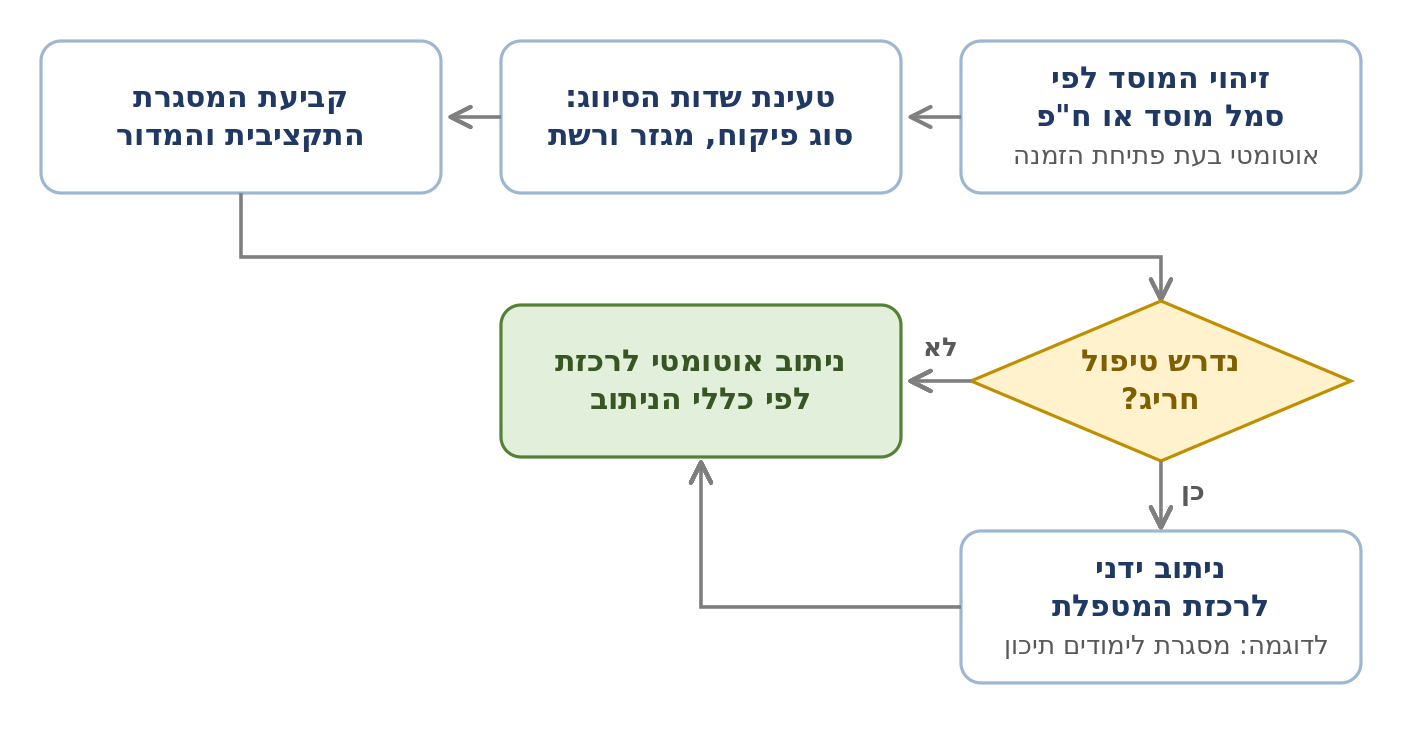 זיהוי המוסד לפי
סמל מוסד או ח"פ
אוטומטי בעת פתיחת הזמנה
טעינת שדות הסיווג:
סוג פיקוח, מגזר ורשת
קביעת המסגרת
התקציבית והמדור
נדרש טיפול
חריג?
לא
ניתוב אוטומטי לרכזת
לפי כללי הניתוב
כן
ניתוב ידני
לרכזת המטפלת
לדוגמה: מסגרת לימודים תיכון